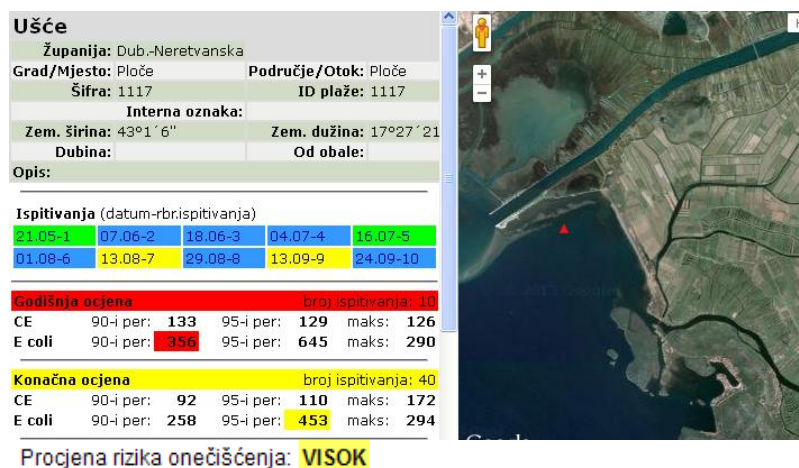 Ušće
Županija: Dub.-Neretvanska
Grad/Mjesto: Ploče Područje/Otok: Ploče
Šifra: 1117 ID plaže: 1117
Interna oznaka:
Zem. širina: 43º1´6" Zem. dužina: 17º27´21
Dubina: Od obale:
Opis:
Ispitivanja (datum-rbr.ispitivanja)
21.05-1 07.06-2 18.06-3 04.07-4 16.07-5
01.08-6 13.08-7 29.08-8 13.09-9 24.09-10
Godišnja ocjena broj ispitivanja: 10
CE 90-i per: 133 95-i per: 129 maks: 126
E coli 90-i per: 356 95-i per: 645 maks: 290
Konačna ocjena broj ispitivanja: 40
CE 90-i per: 92 95-i per: 110 maks: 172
E coli 90-i per: 258 95-i per: 453 maks: 294
Procjena rizika onečišćenja: VISOK